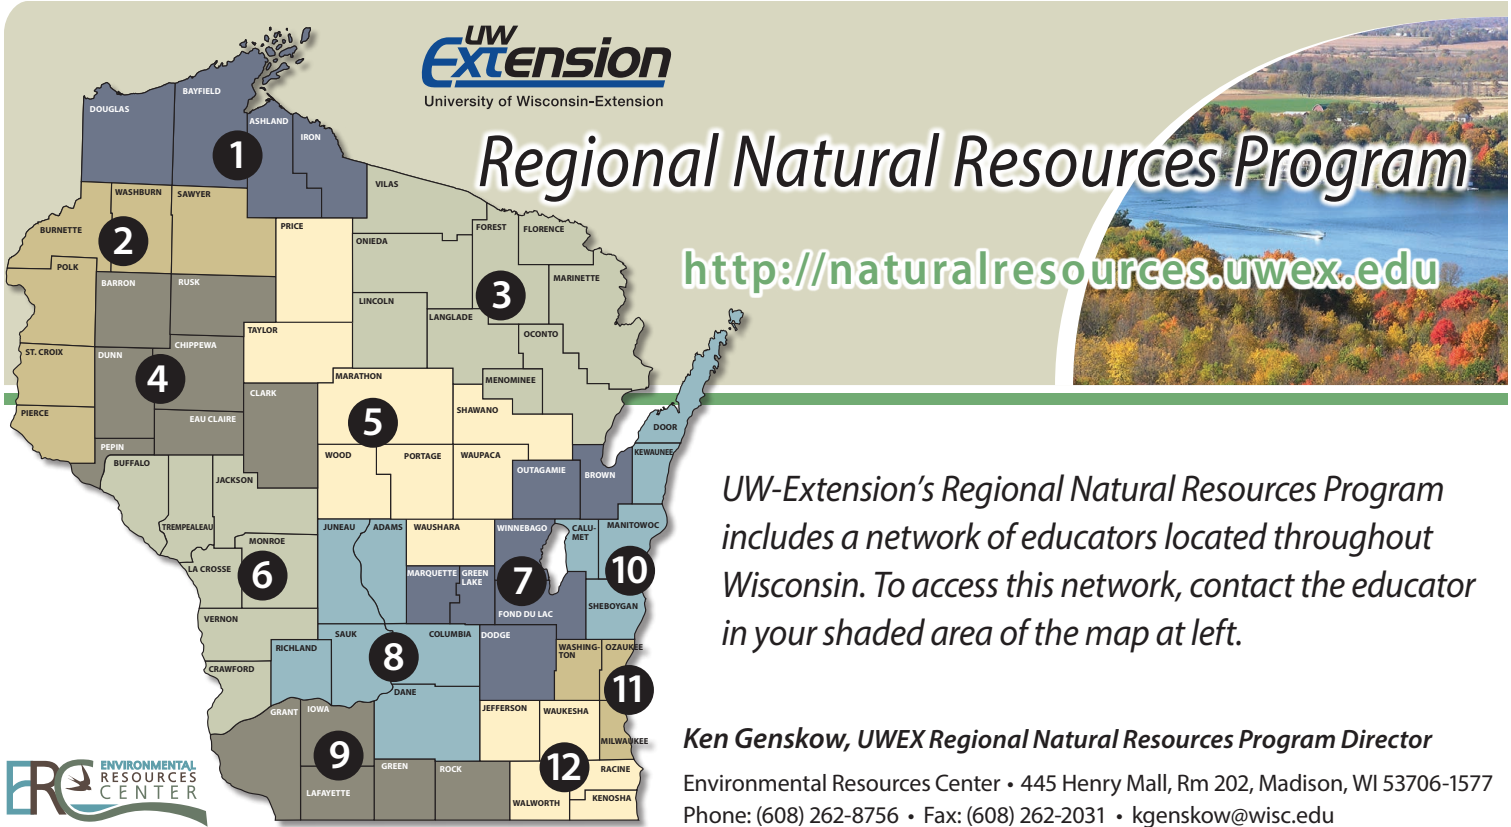 UW
Extension
University of Wisconsin-Extension
Regional Natural Resources Program
http://naturalresources.uwex.edu
DOUGLAS
BAYFIELD
ASHLAND
IRON
1
VILAS
WASHBURN
SAWYER
BURNETTE
2
PRICE
FOREST
FLORENCE
ONIEDA
POLK
BARRON
RUSK
MARINETTE
3
LINCOLN
LANGLADE
TAYLOR
OCONTO
ST. CROIX
DUNN
CHIPPEWA
4
MARATHON
MENOMINEE
CLARK
PIERCE
EAU CLAIRE
5
SHAWANO
DOOR
PEPIN
WOOD
PORTAGE
WAUPACA
KEWAUNEE
BUFFALO
OUTAGAMIE
BROWN
JACKSON
TREMPEALEAU
JUNEAU
ADAMS
WAUSHARA
WINNEBAGO
CALU-
MET
MANITOWOC
MONROE
LA CROSSE
6
MARQUETTE
GREEN
LAKE
7
10
FOND DU LAC
SHEBOYGAN
VERNON
SAUK
COLUMBIA
DODGE
RICHLAND
8
WASHING-
TON
OZAUKEE
CRAWFORD
DANE
11
GRANT
IOWA
JEFFERSON
WAUKESHA
MILWAUKEE
9
GREEN
ROCK
12
RACINE
LAFAYETTE
WALWORTH
KENOSHA
UW-Extension's Regional Natural Resources Program
includes a network of educators located throughout
Wisconsin. To access this network, contact the educator
in your shaded area of the map at left.
Ken Genskow, UWEX Regional Natural Resources Program Director
Environmental Resources Center • 445 Henry Mall, Rm 202, Madison, WI 53706-1577
Phone: (608) 262-8756 • Fax: (608) 262-2031 • kgenskow@wisc.edu
ERC
ENVIRONMENTAL
RESOURCES
CENTER